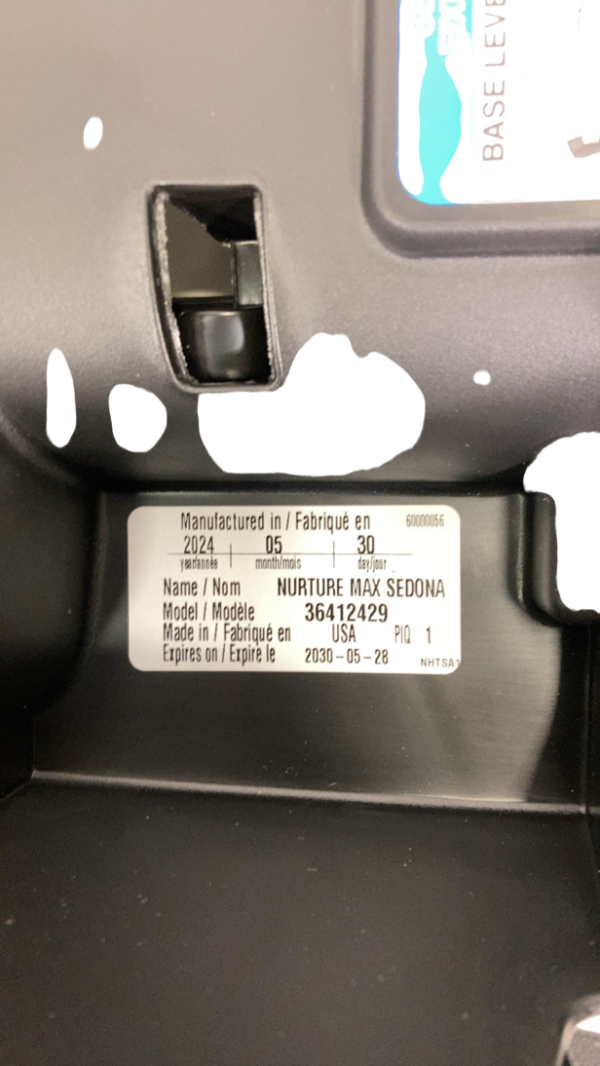 BASE LEVE
Manufactured in / Fabriqué en 60000056
2024 | 05 | 30
year/année month/mois day/jour
Name / Nom NURTURE MAX SEDONA
Model / Modèle 36412429
Made in / Fabriqué en USA PIQ 1
Expires on / Expire le 2030-05-28
NHTSA1